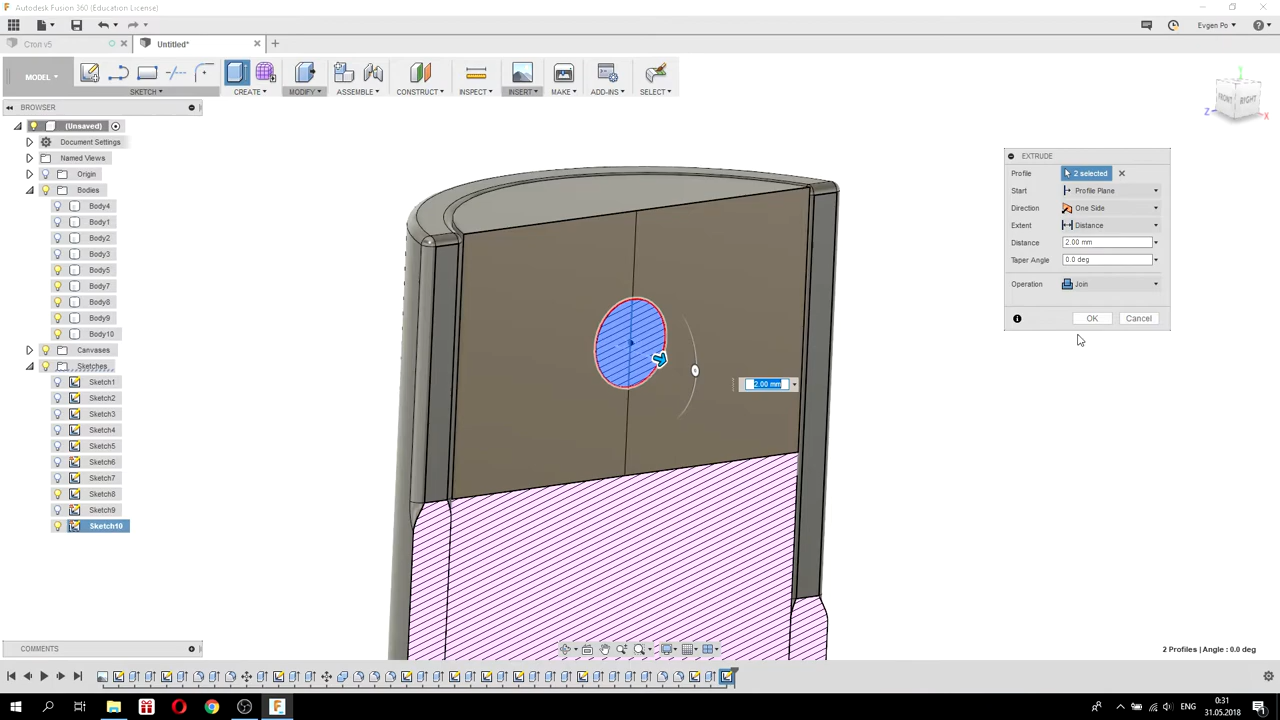 Autodesk Fusion 360 (Education License)
Evgen Po
Стол v5
Untitled*
MODEL
SKETCH
CREATE
MODIFY
ASSEMBLE
CONSTRUCT
INSPECT
INSERT
MAKE
ADD-INS
SELECT
BROWSER
(Unsaved)
Document Settings
Named Views
Origin
Bodies
Body4
Body1
Body2
Body3
Body5
Body7
Body8
Body9
Body10
Canvases
Sketches
Sketch1
Sketch2
Sketch3
Sketch4
Sketch5
Sketch6
Sketch7
Sketch8
Sketch9
Sketch10
FRONT
RIGHT
Z
X
EXTRUDE
Profile 2 selected
Start Profile Plane
Direction One Side
Extent Distance
Distance 2.00 mm
Taper Angle 0.0 deg
Operation Join
OK Cancel
2.00 mm
COMMENTS
2 Profiles | Angle : 0.0 deg
ENG
0:31
31.05.2018